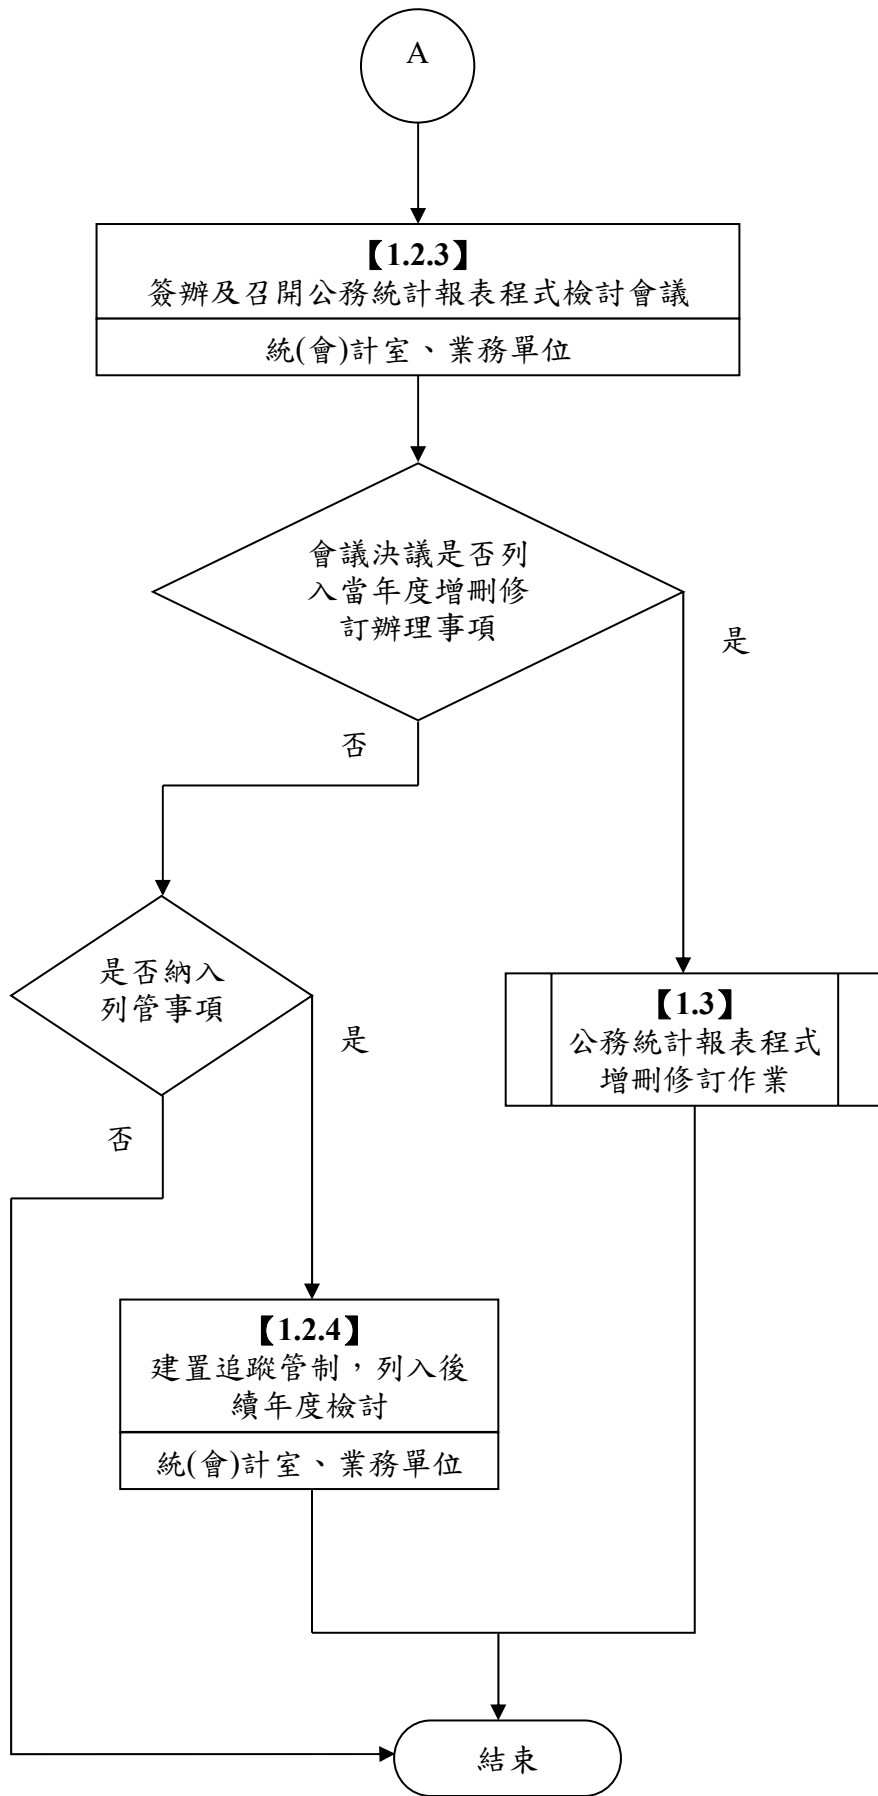 A
【1.2.3】
簽辦及召開公務統計報表程式檢討會議
統(會)計室、業務單位
會議決議是否列
入當年度增刪修
訂辦理事項
是
否
是否納入
列管事項
是
否
【1.3】
公務統計報表程式
增刪修訂作業
【1.2.4】
建置追蹤管制，列入後
續年度檢討
統(會)計室、業務單位
結束